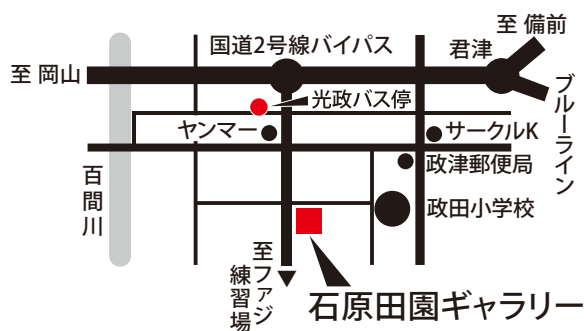 至 備前
国道2号線バイパス
君津
至 岡山
ブルーライン
光政バス停
ヤンマー
サークルK
百間川
政津郵便局
政田小学校
至ファジ
練習場
石原田園ギャラリー